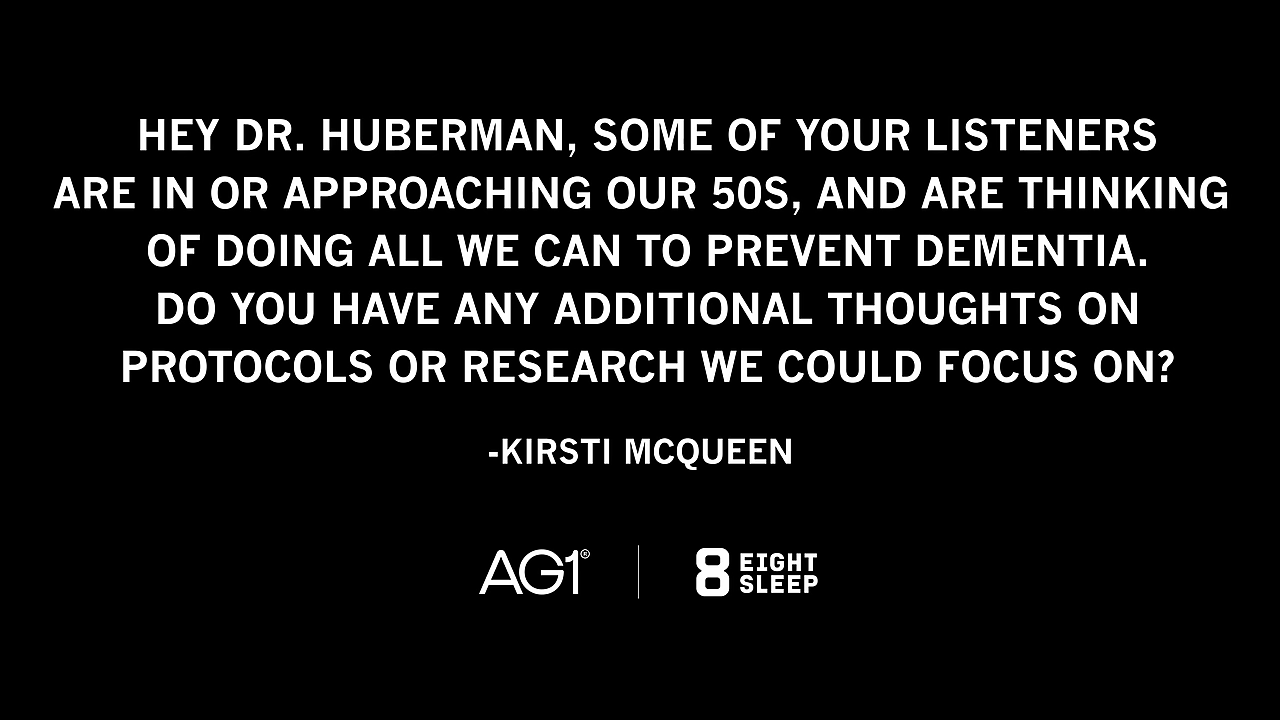 HEY DR. HUBERMAN, SOME OF YOUR LISTENERS
ARE IN OR APPROACHING OUR 50S, AND ARE THINKING
OF DOING ALL WE CAN TO PREVENT DEMENTIA.
DO YOU HAVE ANY ADDITIONAL THOUGHTS ON
PROTOCOLS OR RESEARCH WE COULD FOCUS ON?
-KIRSTI MCQUEEN
AG1®
8 EIGHT
SLEEP